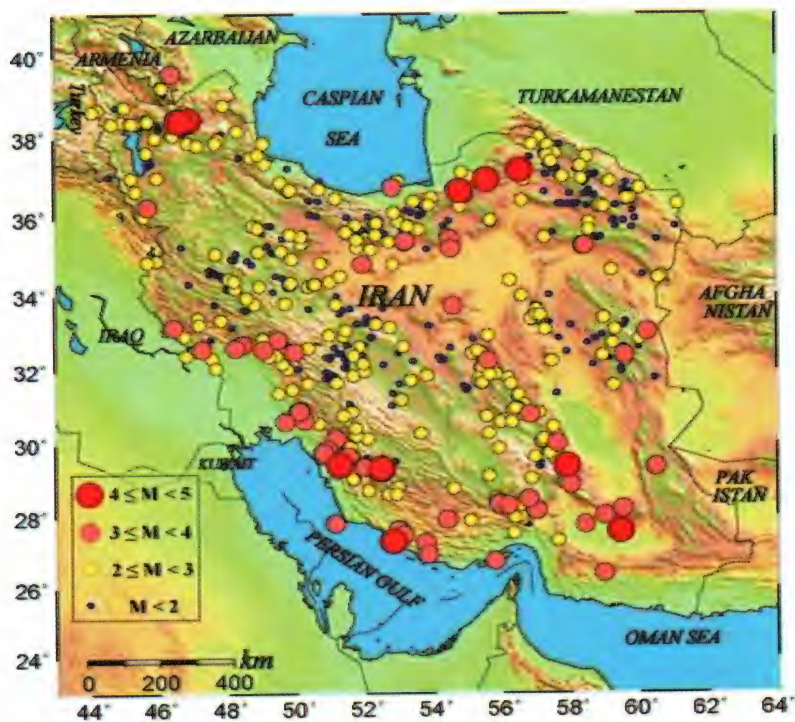 AZARBAIJAN
ARMENIA
Turkey
CASPIAN
SEA
TURKAMANESTAN
IRAN
AFGHA
NISTAN
IRAQ
KUWAIT
PAK
ISTAN
PERSIAN GULF
OMAN SEA
40°
38°
36°
34°
32°
30°
28°
26°
24°
4 ≤ M < 5
3 ≤ M < 4
2 ≤ M < 3
M < 2
km
0 200 400
44° 46° 48° 50° 52° 54° 56° 58° 60° 62° 64°